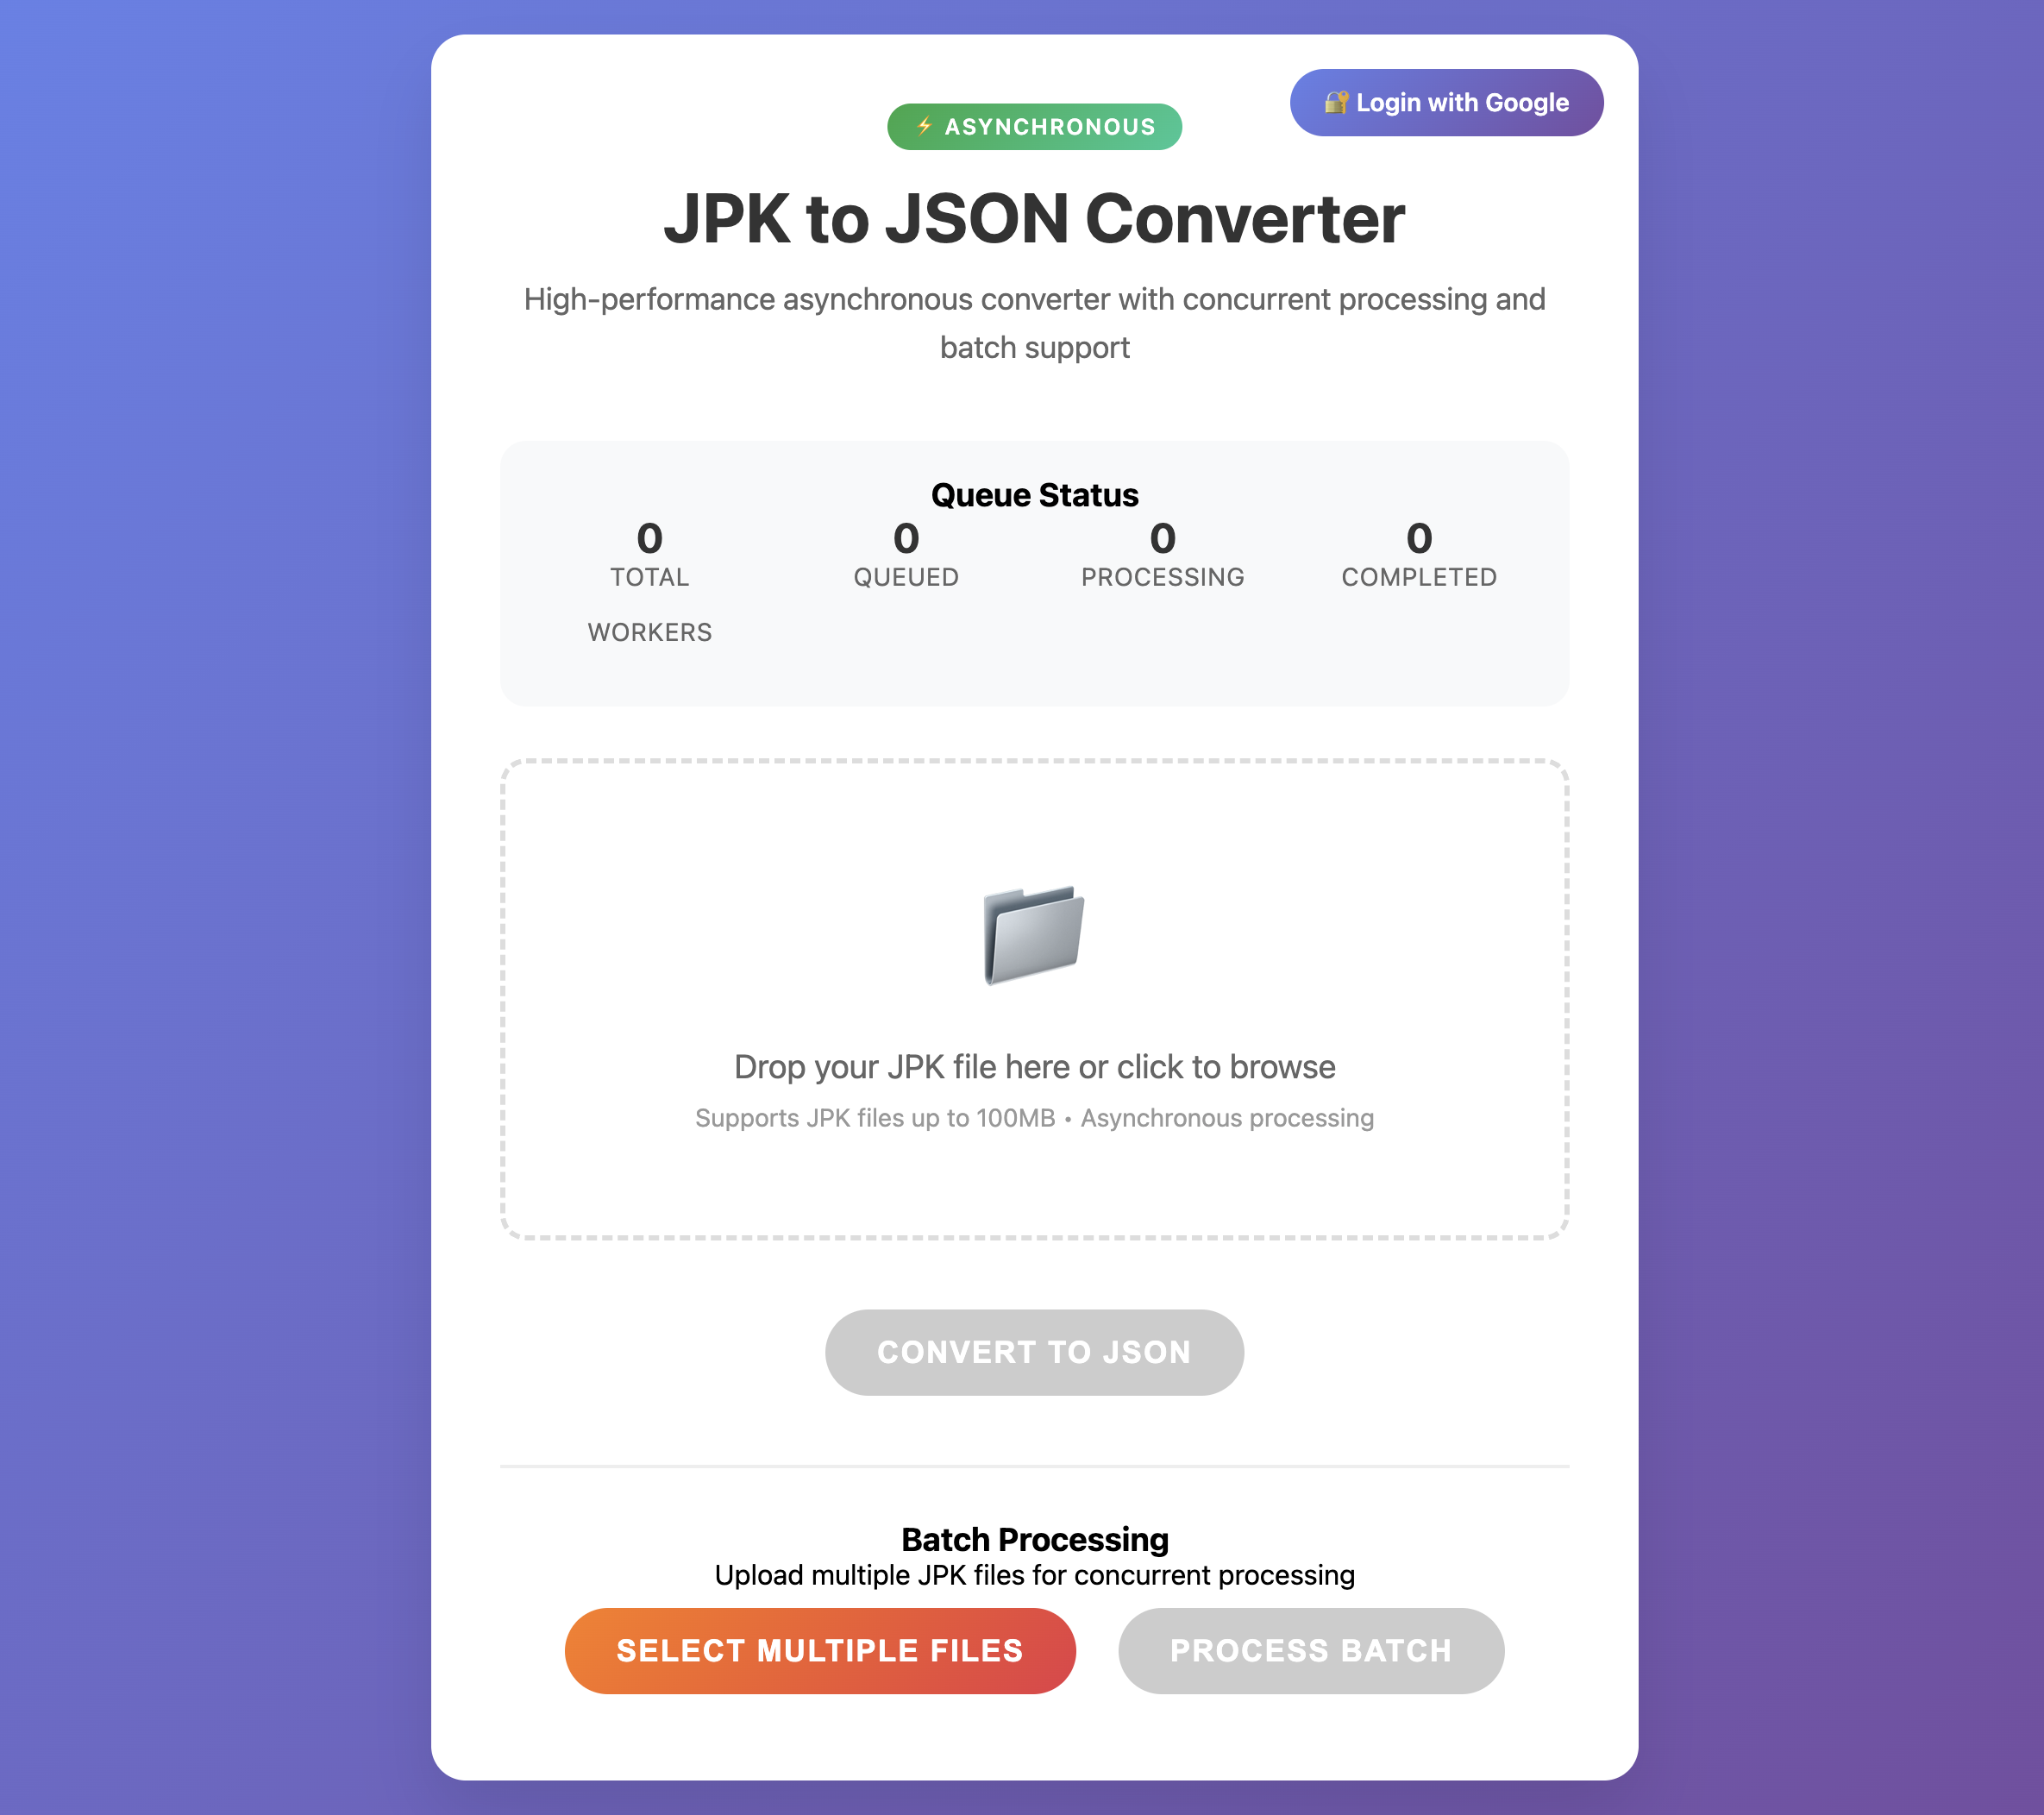 🔐 Login with Google
⚡ ASYNCHRONOUS
JPK to JSON Converter
High-performance asynchronous converter with concurrent processing and
batch support
Queue Status
0 0 0 0
TOTAL QUEUED PROCESSING COMPLETED
WORKERS
Drop your JPK file here or click to browse
Supports JPK files up to 100MB • Asynchronous processing
CONVERT TO JSON
Batch Processing
Upload multiple JPK files for concurrent processing
SELECT MULTIPLE FILES PROCESS BATCH